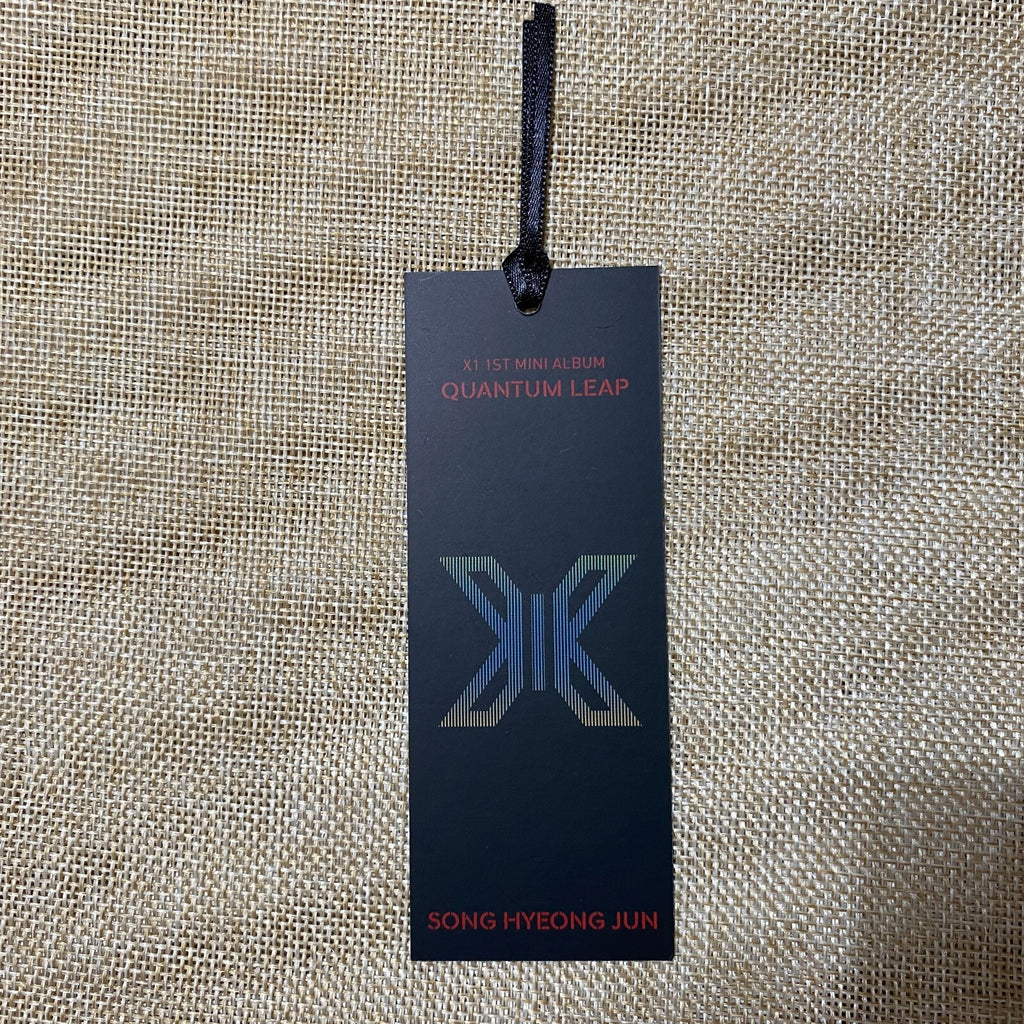 X1 1ST MINI ALBUM
QUANTUM LEAP
SONG HYEONG JUN